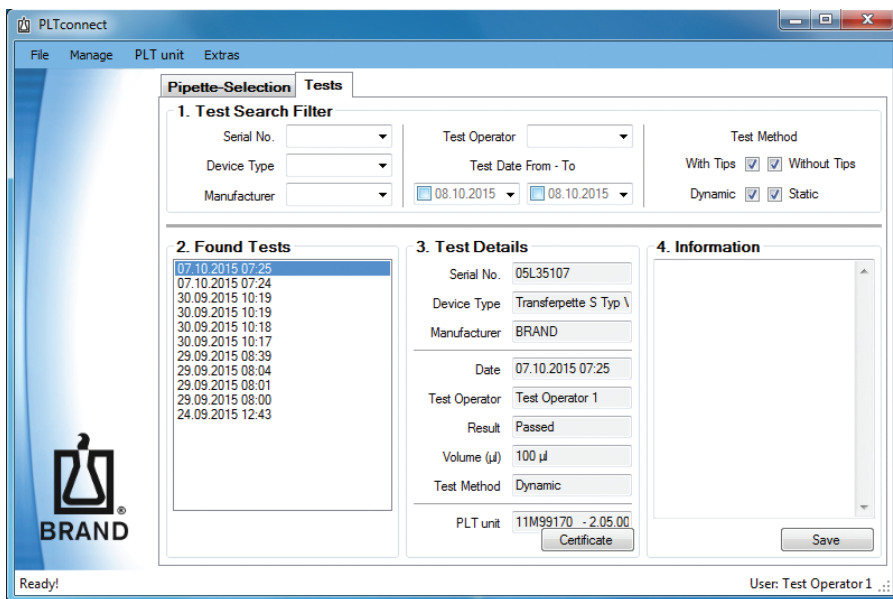 PLTconnect
File Manage PLT unit Extras
Pipette-Selection Tests
1. Test Search Filter
Serial No. Test Operator Test Method
Device Type Test Date From - To With Tips Without Tips
Manufacturer 08.10.2015 08.10.2015 Dynamic Static
2. Found Tests
07.10.2015 07:25
07.10.2015 07:24
30.09.2015 10:19
30.09.2015 10:19
30.09.2015 10:18
30.09.2015 10:17
29.09.2015 08:39
29.09.2015 08:04
29.09.2015 08:01
29.09.2015 08:00
24.09.2015 12:43
3. Test Details
Serial No. 05L35107
Device Type Transferpette S Typ
Manufacturer BRAND
Date 07.10.2015 07:25
Test Operator Test Operator 1
Result Passed
Volume (µl) 100 µl
Test Method Dynamic
PLT unit 11M99170 - 2.05.00
Certificate
4. Information
Save
BRAND®
Ready! User: Test Operator 1